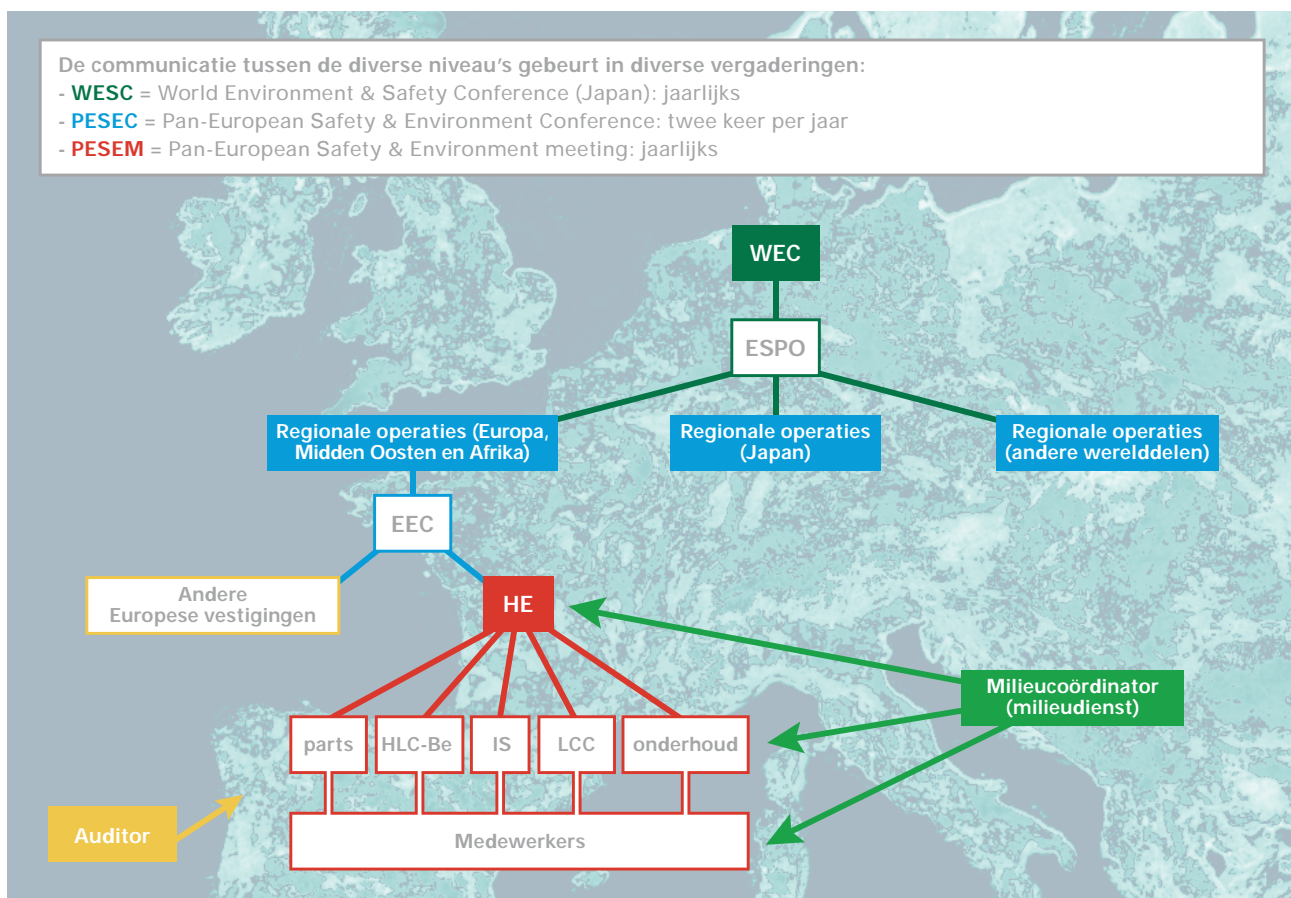 De communicatie tussen de diverse niveau's gebeurt in diverse vergaderingen:
- WESC = World Environment & Safety Conference (Japan): jaarlijks
- PESEC = Pan-European Safety & Environment Conference: twee keer per jaar
- PESEM = Pan-European Safety & Environment meeting: jaarlijks
WEC
ESPO
Regionale operaties (Europa,
Midden Oosten en Afrika)
Regionale operaties
(Japan)
Regionale operaties
(andere werelddelen)
EEC
Andere
Europese vestigingen
HE
Milieucoördinator
(milieudienst)
parts
HLC-Be
IS
LCC
onderhoud
Auditor
Medewerkers